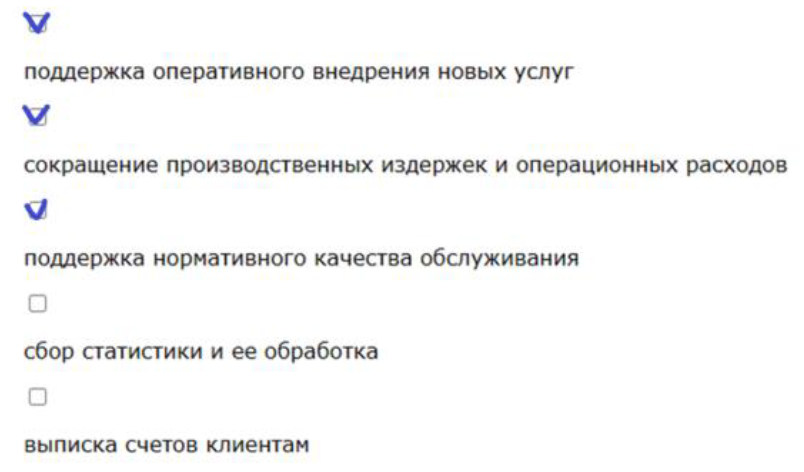 поддержка оперативного внедрения новых услуг
сокращение производственных издержек и операционных расходов
поддержка нормативного качества обслуживания
сбор статистики и ее обработка
выписка счетов клиентам